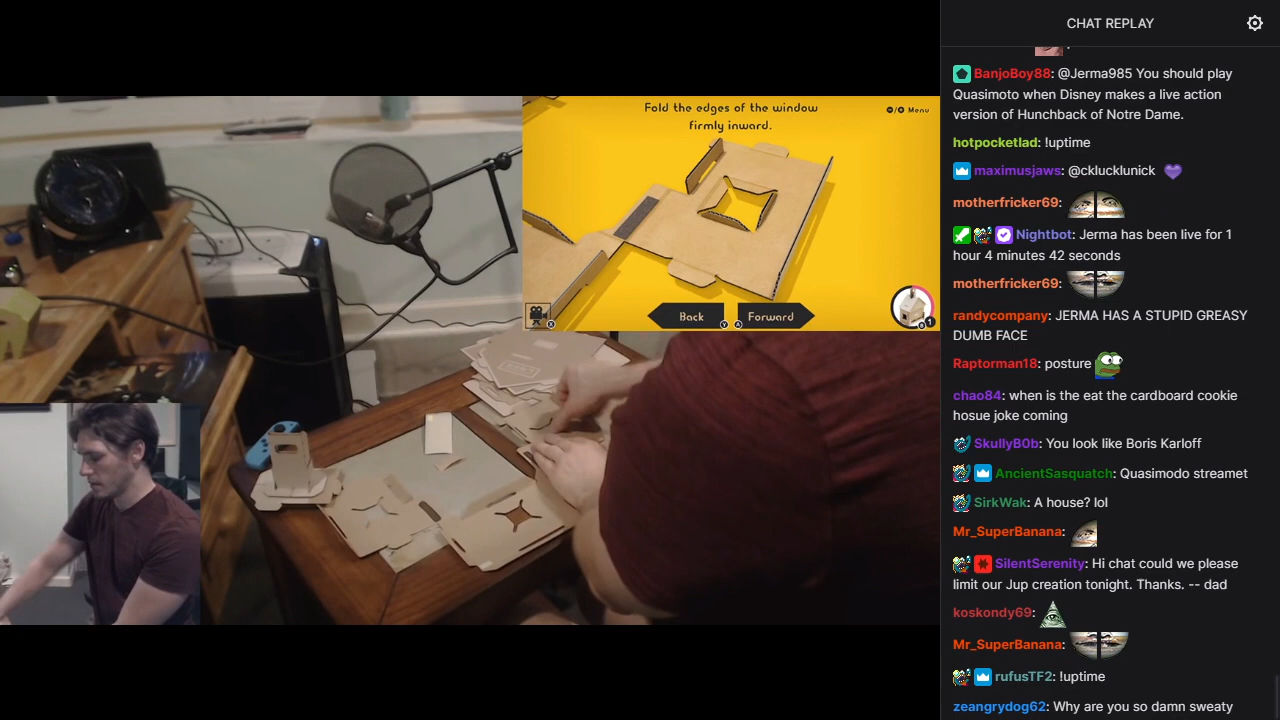 Fold the edges of the window
firmly inward.
-/+ Menu
Back
Y
A
Forward
X
1
CHAT REPLAY
BanjoBoy88: @Jerma985 You should play
Quasimoto when Disney makes a live action
version of Hunchback of Notre Dame.
hotpocketlad: !uptime
maximusjaws: @cklucklunick
motherfricker69:
Nightbot: Jerma has been live for 1
hour 4 minutes 42 seconds
motherfricker69:
randycompany: JERMA HAS A STUPID GREASY
DUMB FACE
Raptorman18: posture
chao84: when is the eat the cardboard cookie
hosue joke coming
SkullyB0b: You look like Boris Karloff
AncientSasquatch: Quasimodo streamet
SirkWak: A house? lol
Mr_SuperBanana:
SilentSerenity: Hi chat could we please
limit our Jup creation tonight. Thanks. -- dad
koskondy69:
Mr_SuperBanana:
rufusTF2: !uptime
zeangrydog62: Why are you so damn sweaty